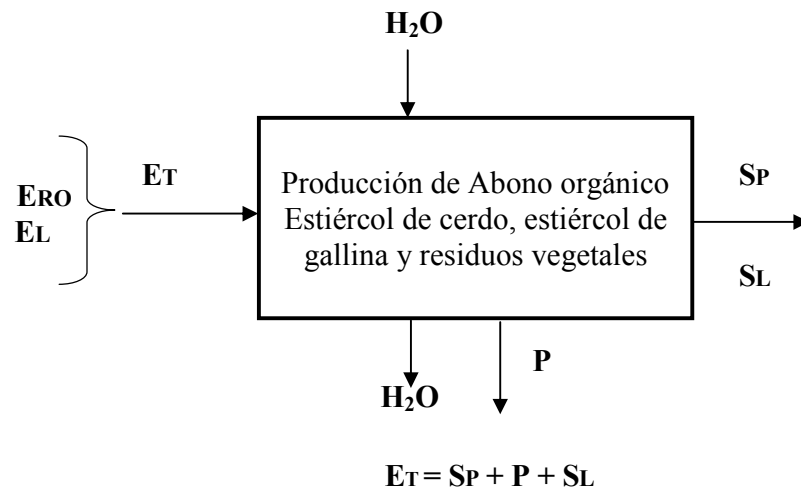 H₂O
ERO
EL
ET
Producción de Abono orgánico
Estiércol de cerdo, estiércol de
gallina y residuos vegetales
SP
SL
H₂O
P
ET = SP + P + SL